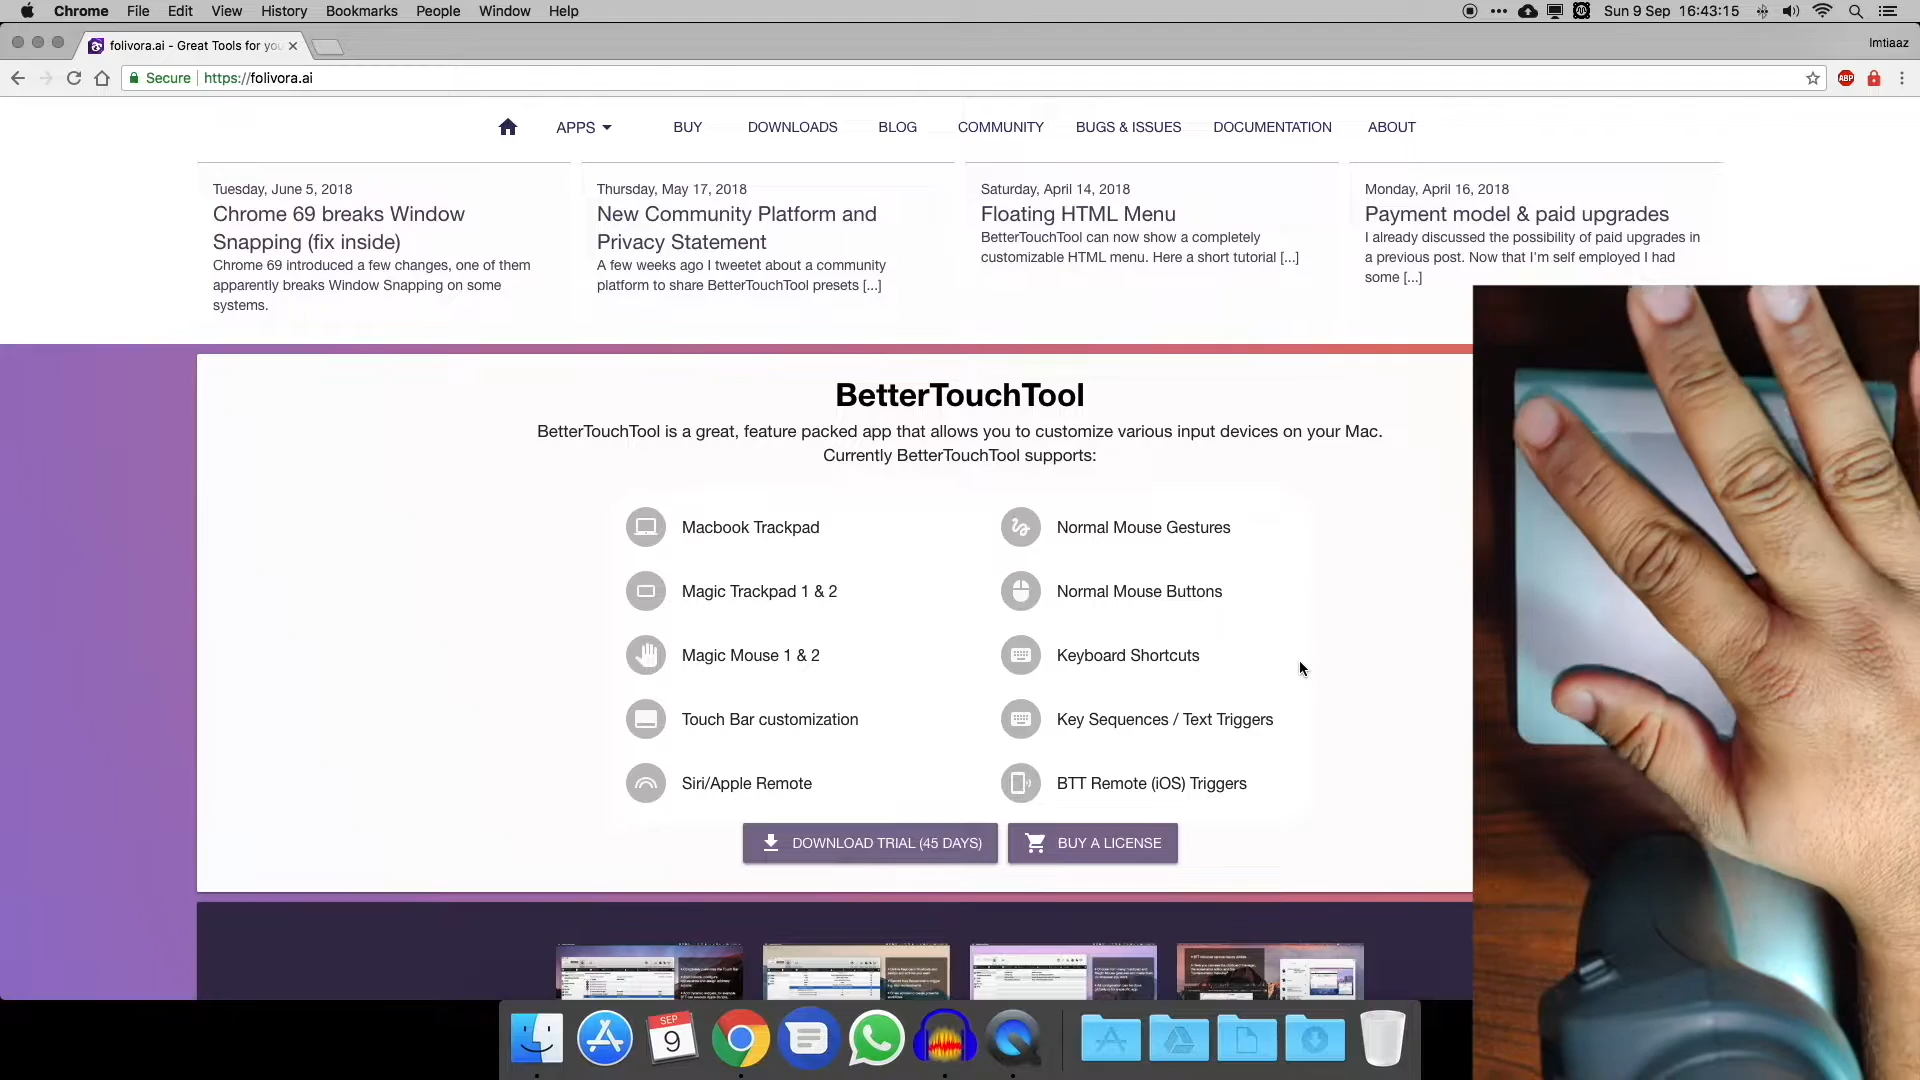 Chrome File Edit View History Bookmarks People Window Help
Sun 9 Sep 16:43:15
folivora.ai - Great Tools for you
Imtiaaz
Secure https://folivora.ai
ABP
APPS BUY DOWNLOADS BLOG COMMUNITY BUGS & ISSUES DOCUMENTATION ABOUT
Tuesday, June 5, 2018
Chrome 69 breaks Window
Snapping (fix inside)
Chrome 69 introduced a few changes, one of them
apparently breaks Window Snapping on some
systems.
Thursday, May 17, 2018
New Community Platform and
Privacy Statement
A few weeks ago I tweetet about a community
platform to share BetterTouchTool presets [...]
Saturday, April 14, 2018
Floating HTML Menu
BetterTouchTool can now show a completely
customizable HTML menu. Here a short tutorial [...]
Monday, April 16, 2018
Payment model & paid upgrades
I already discussed the possibility of paid upgrades in
a previous post. Now that I'm self employed I had
some [...]
BetterTouchTool
BetterTouchTool is a great, feature packed app that allows you to customize various input devices on your Mac.
Currently BetterTouchTool supports:
Macbook Trackpad
Magic Trackpad 1 & 2
Magic Mouse 1 & 2
Touch Bar customization
Siri/Apple Remote
Normal Mouse Gestures
Normal Mouse Buttons
Keyboard Shortcuts
Key Sequences / Text Triggers
BTT Remote (iOS) Triggers
DOWNLOAD TRIAL (45 DAYS)
BUY A LICENSE
SEP
9